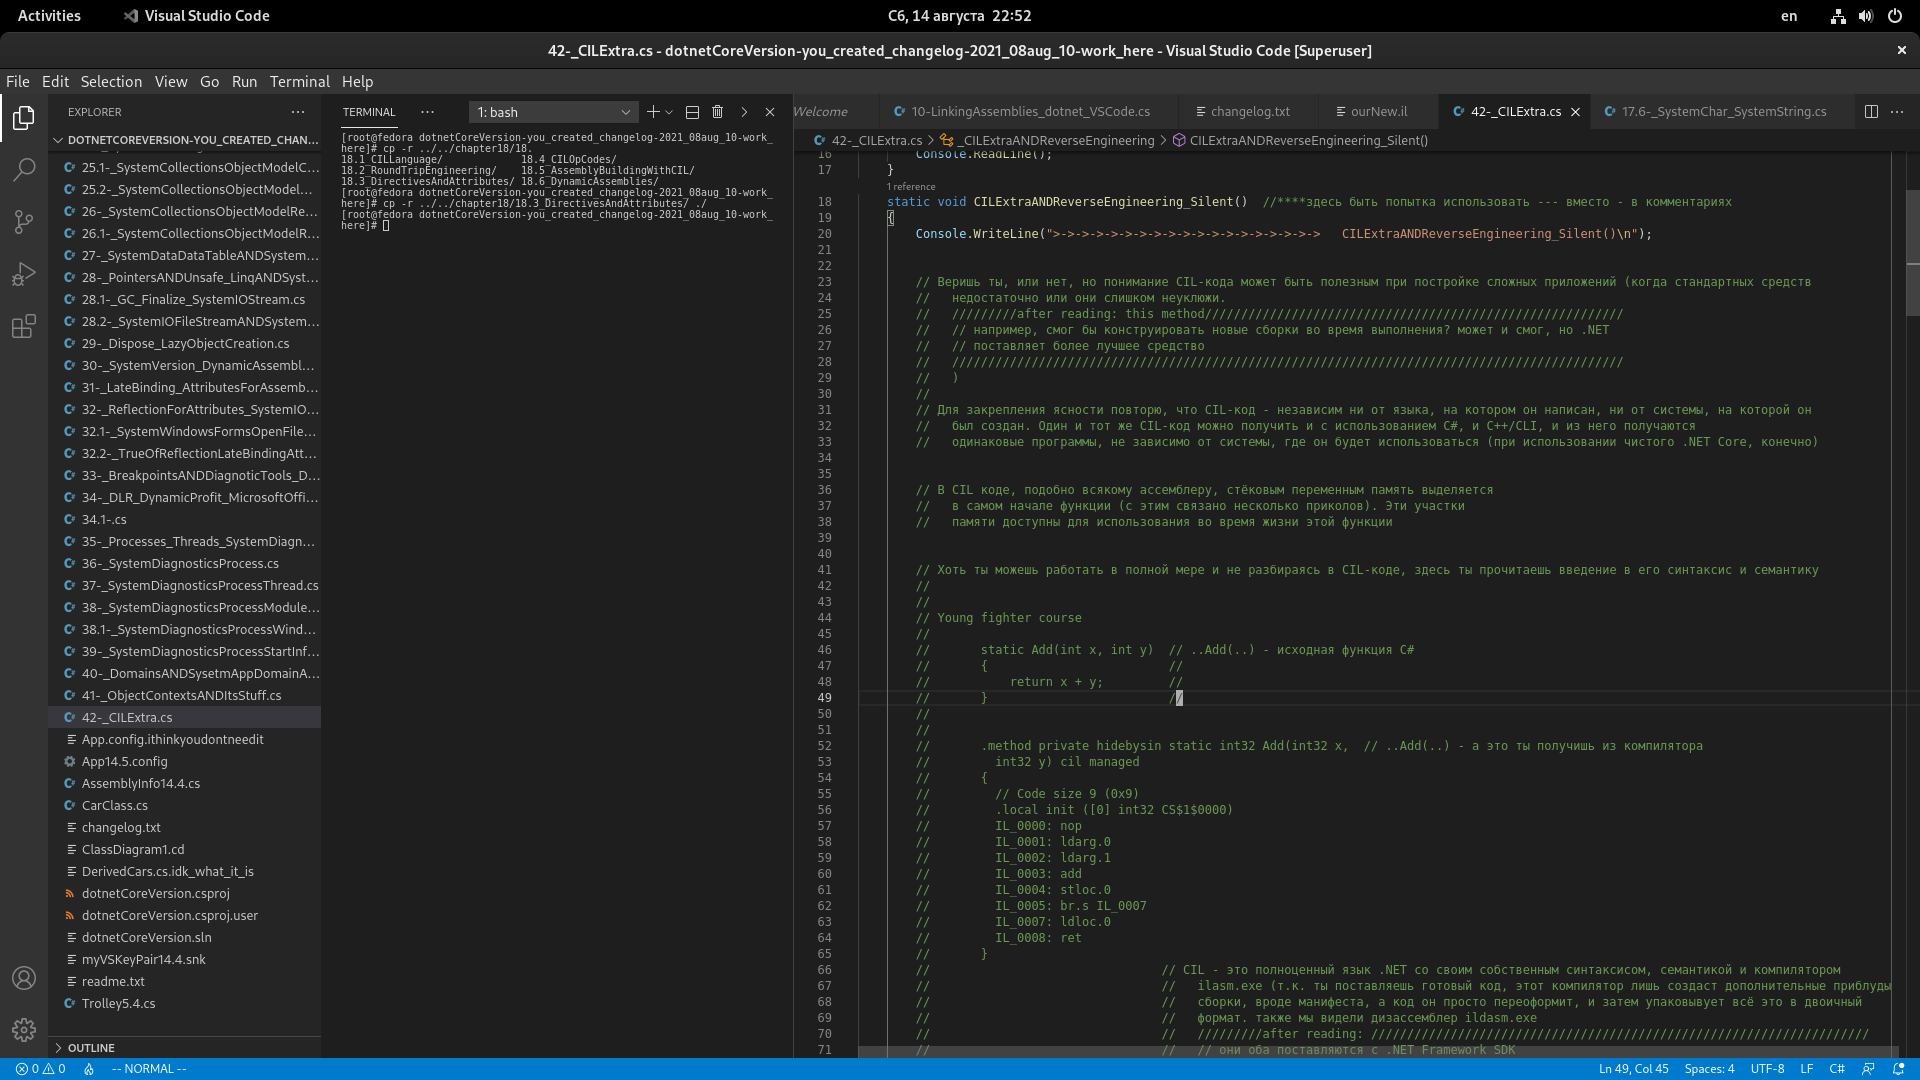 Activities
Visual Studio Code
Сб, 14 августа 22:52
en
42-_CILExtra.cs - dotnetCoreVersion-you_created_changelog-2021_08aug_10-work_here - Visual Studio Code [Superuser]
File Edit Selection View Go Run Terminal Help
EXPLORER
DOTNETCOREVERSION-YOU_CREATED_CHAN...
25.1-_SystemCollectionsObjectModelC...
25.2-_SystemCollectionsObjectModel...
26-_SystemCollectionsObjectModelRe...
26.1-_SystemCollectionsObjectModelR...
27-_SystemDataDataTableANDSystem...
28-_PointersANDUnsafe_LinqANDSyst...
28.1-_GC_Finalize_SystemIOStream.cs
28.2-_SystemIOFileStreamANDSystem...
29-_Dispose_LazyObjectCreation.cs
30-_SystemVersion_DynamicAssembl...
31-_LateBinding_AttributesForAssemb...
32-_ReflectionForAttributes_SystemIO...
32.1-_SystemWindowsFormsOpenFile...
32.2-_TrueOfReflectionLateBindingAtt...
33-_BreakpointsANDDiagnoticTools_D...
34-_DLR_DynamicProfit_MicrosoftOffi...
34.1-.cs
35-_Processes_Threads_SystemDiagn...
36-_SystemDiagnosticsProcess.cs
37-_SystemDiagnosticsProcessThread.cs
38-_SystemDiagnosticsProcessModule...
38.1-_SystemDiagnosticsProcessWind...
39-_SystemDiagnosticsProcessStartInf...
40-_DomainsANDSysetmAppDomainA...
41-_ObjectContextsANDItsStuff.cs
42-_CILExtra.cs
App.config.ithinkyoudontneedit
App14.5.config
AssemblyInfo14.4.cs
CarClass.cs
changelog.txt
ClassDiagram1.cd
DerivedCars.cs.idk_what_it_is
dotnetCoreVersion.csproj
dotnetCoreVersion.csproj.user
dotnetCoreVersion.sln
myVSKeyPair14.4.snk
readme.txt
Trolley5.4.cs
OUTLINE
TERMINAL
1: bash
[root@fedora dotnetCoreVersion-you_created_changelog-2021_08aug_10-work_
here]# cp -r ../../chapter18/18.
18.1_CILLanguage/ 18.4_CILOpCodes/
18.2_RoundTripEngineering/ 18.5_AssemblyBuildingWithCIL/
18.3_DirectivesAndAttributes/ 18.6_DynamicAssemblies/
[root@fedora dotnetCoreVersion-you_created_changelog-2021_08aug_10-work_
here]# cp -r ../../chapter18/18.3_DirectivesAndAttributes/ ./
[root@fedora dotnetCoreVersion-you_created_changelog-2021_08aug_10-work_
here]#
Welcome
10-LinkingAssemblies_dotnet_VSCode.cs
changelog.txt
ourNew.il
42-_CILExtra.cs
17.6-_SystemChar_SystemString.cs
42-_CILExtra.cs > _CILExtraANDReverseEngineering > CILExtraANDReverseEngineering_Silent()
16 Console.ReadLine();
17 }
1 reference
18 static void CILExtraANDReverseEngineering_Silent() //****здесь быть попытка использовать --- вместо - в комментариях
19 {
20 Console.WriteLine(">->->->->->->->->->->->->->->->->->->-> CILExtraANDReverseEngineering_Silent()\n");
21
22
23 // Веришь ты, или нет, но понимание CIL-кода может быть полезным при постройке сложных приложений (когда стандартных средств
24 // недостаточно или они слишком неуклюжи.
25 // /////////after reading: this method//////////////////////////////////////////////////////////
26 // // например, смог бы конструировать новые сборки во время выполнения? может и смог, но .NET
27 // // поставляет более лучшее средство
28 // /////////////////////////////////////////////////////////////////////////////////////////////
29 // )
30 //
31 // Для закрепления ясности повторю, что CIL-код - независим ни от языка, на котором он написан, ни от системы, на которой он
32 // был создан. Один и тот же CIL-код можно получить и с использованием C#, и C++/CLI, и из него получаются
33 // одинаковые программы, не зависимо от системы, где он будет использоваться (при использовании чистого .NET Core, конечно)
34
35
36 // В CIL коде, подобно всякому ассемблеру, стёковым переменным память выделяется
37 // в самом начале функции (с этим связано несколько приколов). Эти участки
38 // памяти доступны для использования во время жизни этой функции
39
40
41 // Хоть ты можешь работать в полной мере и не разбираясь в CIL-коде, здесь ты прочитаешь введение в его синтаксис и семантику
42 //
43 //
44 // Young fighter course
45 //
46 // static Add(int x, int y) // ..Add(..) - исходная функция C#
47 // { //
48 // return x + y; //
49 // } //
50 //
51 //
52 // .method private hidebysin static int32 Add(int32 x, // ..Add(..) - а это ты получишь из компилятора
53 // int32 y) cil managed
54 // {
55 // // Code size 9 (0x9)
56 // .local init ([0] int32 CS$1$0000)
57 // IL_0000: nop
58 // IL_0001: ldarg.0
59 // IL_0002: ldarg.1
60 // IL_0003: add
61 // IL_0004: stloc.0
62 // IL_0005: br.s IL_0007
63 // IL_0007: ldloc.0
64 // IL_0008: ret
65 // }
66 // // CIL - это полноценный язык .NET со своим собственным синтаксисом, семантикой и компилятором
67 // // ilasm.exe (т.к. ты поставляешь готовый код, этот компилятор лишь создаст дополнительные приблуды
68 // // сборки, вроде манифеста, а код он просто переоформит, и затем упаковывует всё это в двоичный
69 // // формат. также мы видели дизассемблер ildasm.exe
70 // // /////////after reading: /////////////////////////////////////////////////////////////////////
71 // // // они оба поставляются с .NET Framework SDK
0 0
-- NORMAL --
Ln 49, Col 45
Spaces: 4
UTF-8
LF
C#